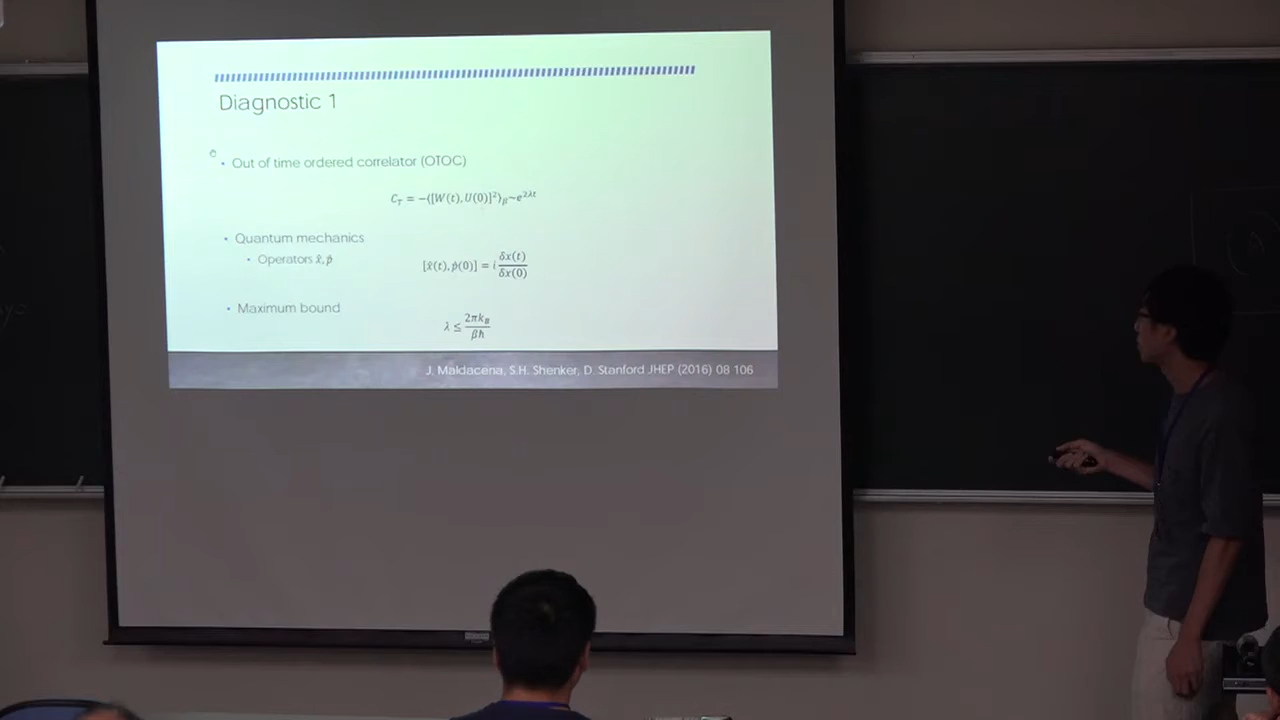 Diagnostic 1
• Out of time ordered correlator (OTOC)
C_T = −⟨[W(t), U(0)]²⟩_β ~ e^{2λt}
• Quantum mechanics
• Operators x̂, p̂
[x̂(t), p̂(0)] = i δx(t)/δx(0)
• Maximum bound
λ ≤ 2πk_B/βħ
J. Maldacena, S.H. Shenker, D. Stanford JHEP (2016) 08 106